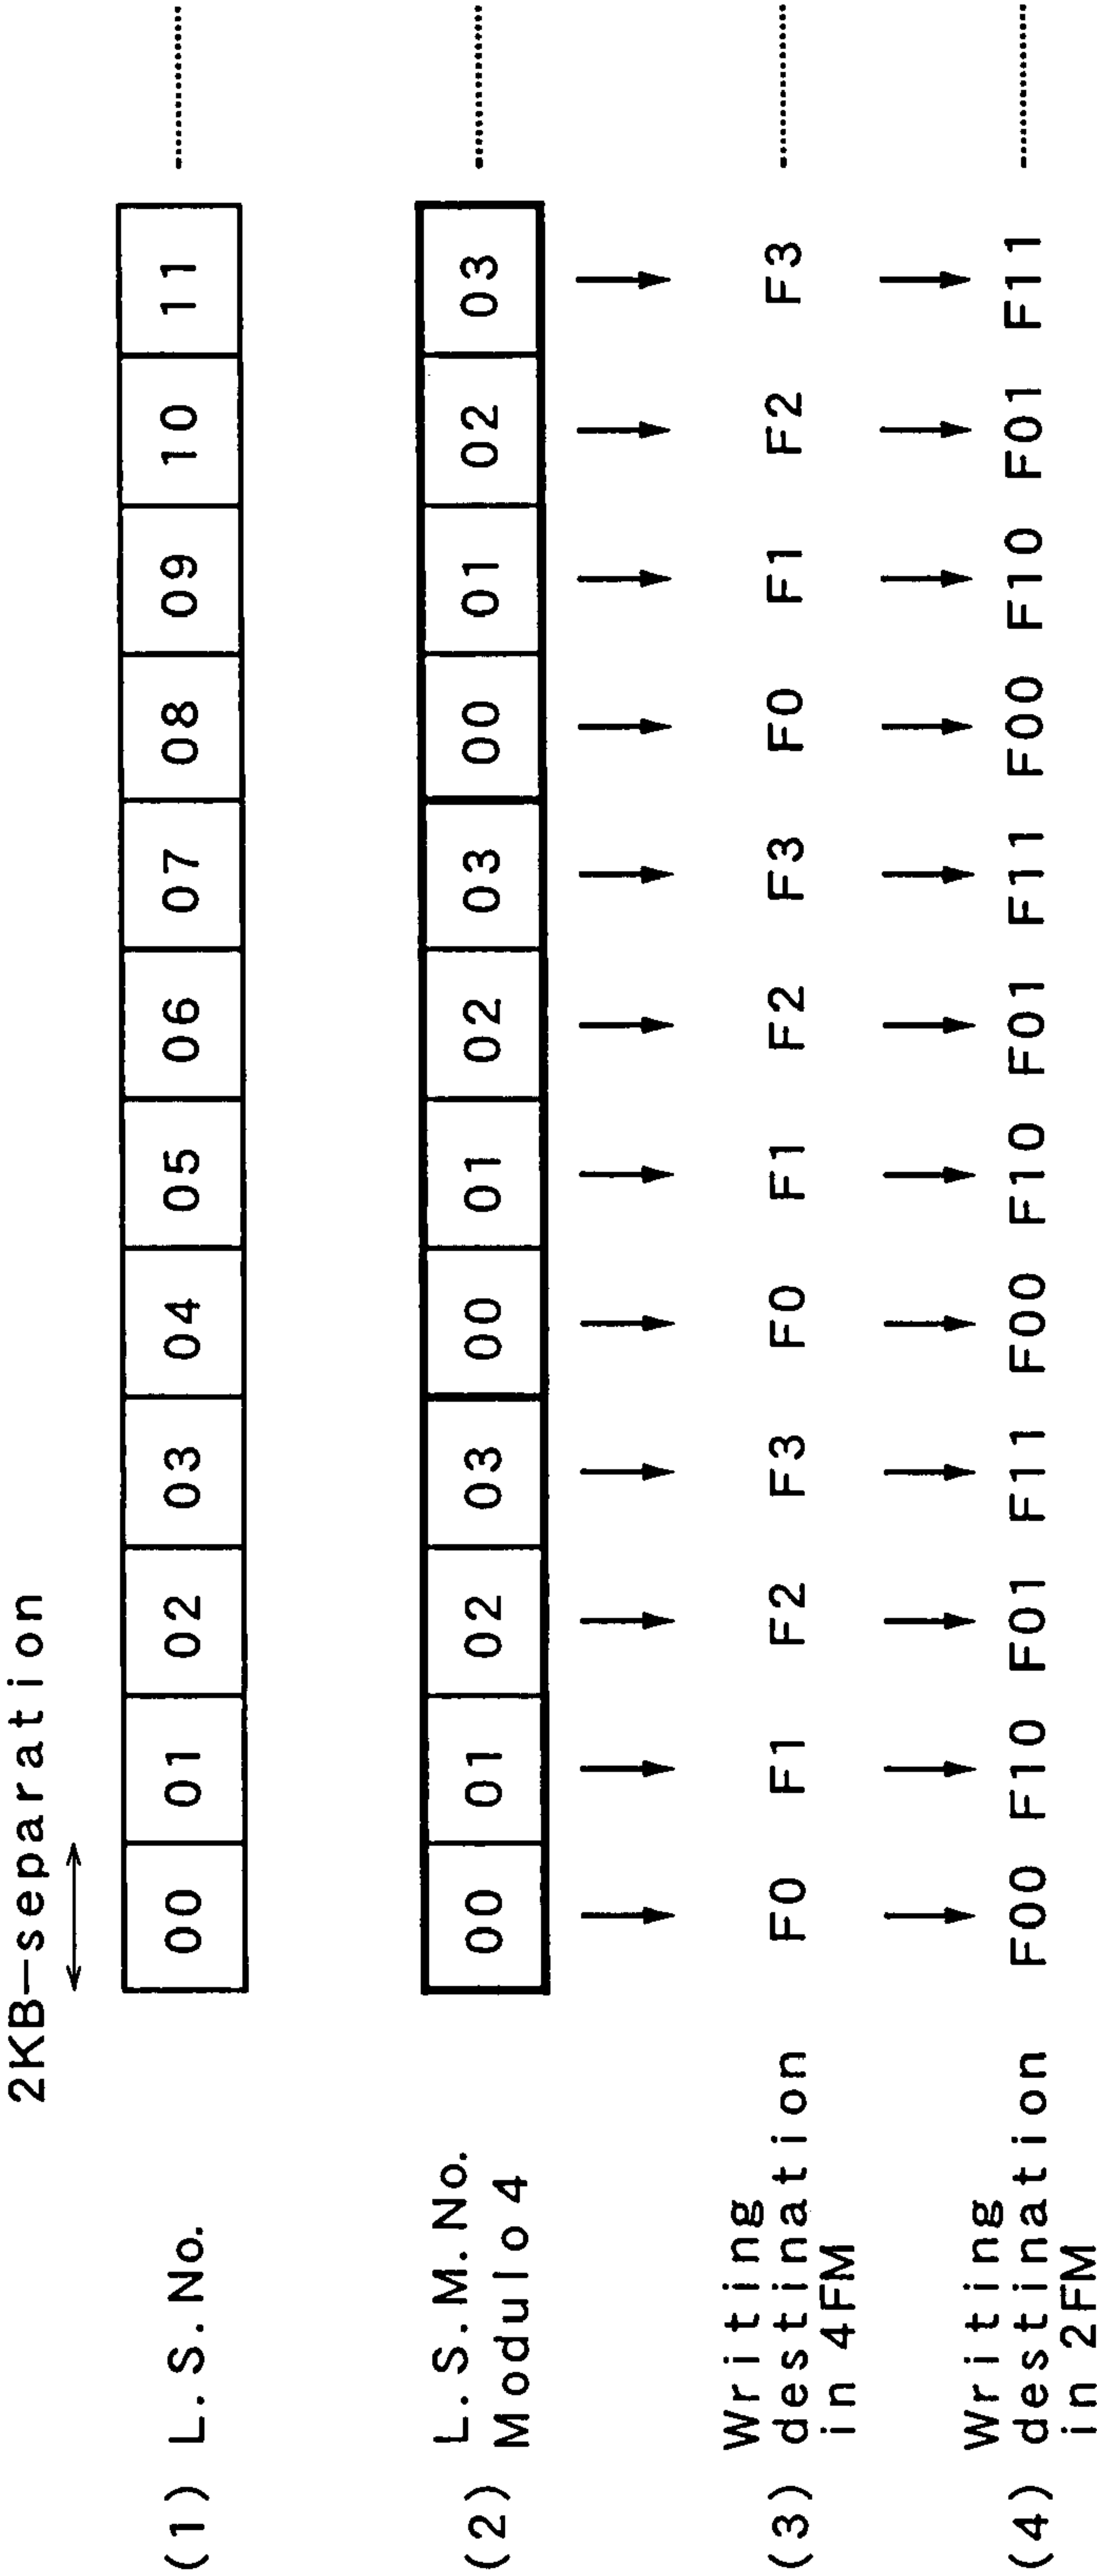 2KB—separation
(1) L.S.No. 00 01 02 03 04 05 06 07 08 09 10 11
(2) L.S.M.No. 00 01 02 03 00 01 02 03 00 01 02 03
Modulo 4
Writing
(3) destination F0 F1 F2 F3 F0 F1 F2 F3 F0 F1 F2 F3
in 4FM
Writing
(4) destination F00 F10 F01 F11 F00 F10 F01 F11 F00 F10 F01 F11
in 2FM